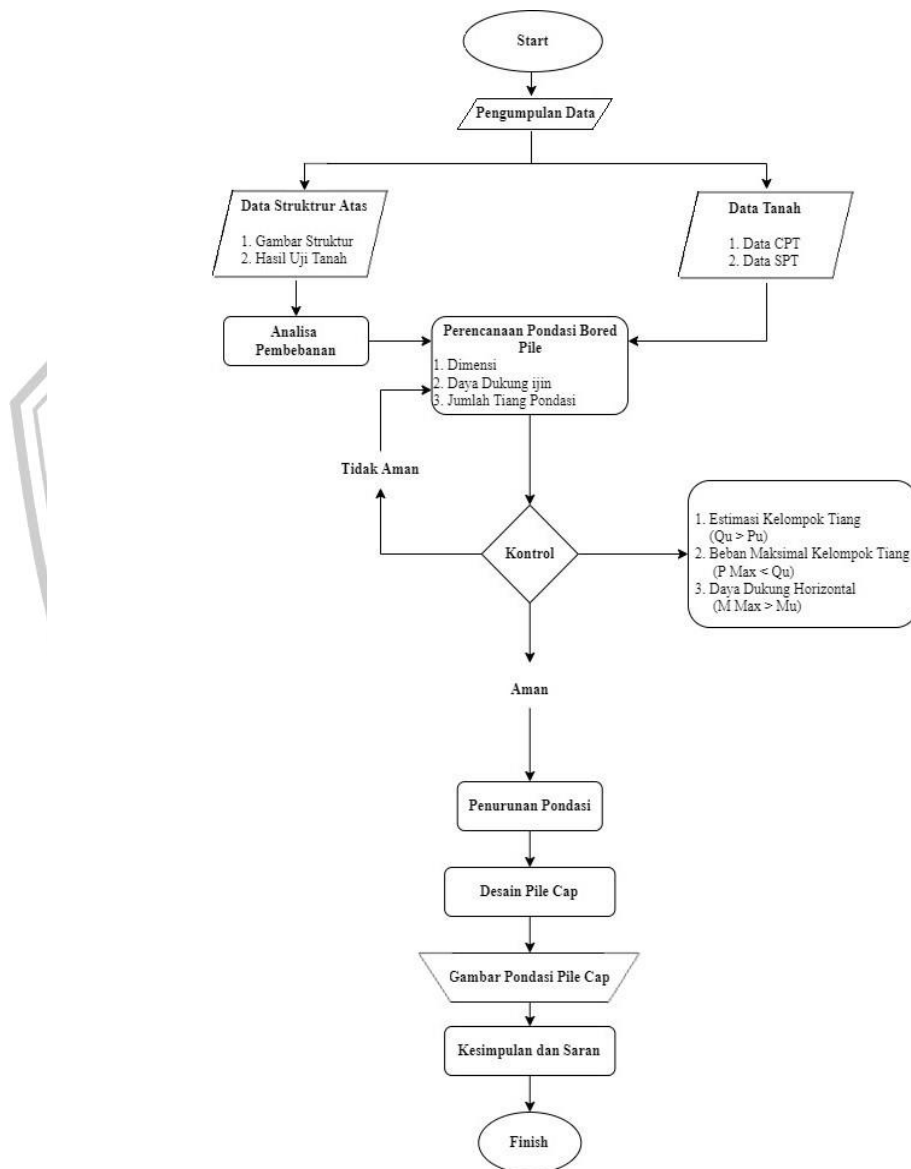 Start
Pengumpulan Data
Data Struktrur Atas
1. Gambar Struktur
2. Hasil Uji Tanah
Data Tanah
1. Data CPT
2. Data SPT
Analisa
Pembebanan
Perencanaan Pondasi Bored
Pile
1. Dimensi
2. Daya Dukung ijin
3. Jumlah Tiang Pondasi
Tidak Aman
Kontrol
1. Estimasi Kelompok Tiang
(Qu > Pu)
2. Beban Maksimal Kelompok Tiang
(P Max < Qu)
3. Daya Dukung Horizontal
(M Max > Mu)
Aman
Penurunan Pondasi
Desain Pile Cap
Gambar Pondasi Pile Cap
Kesimpulan dan Saran
Finish